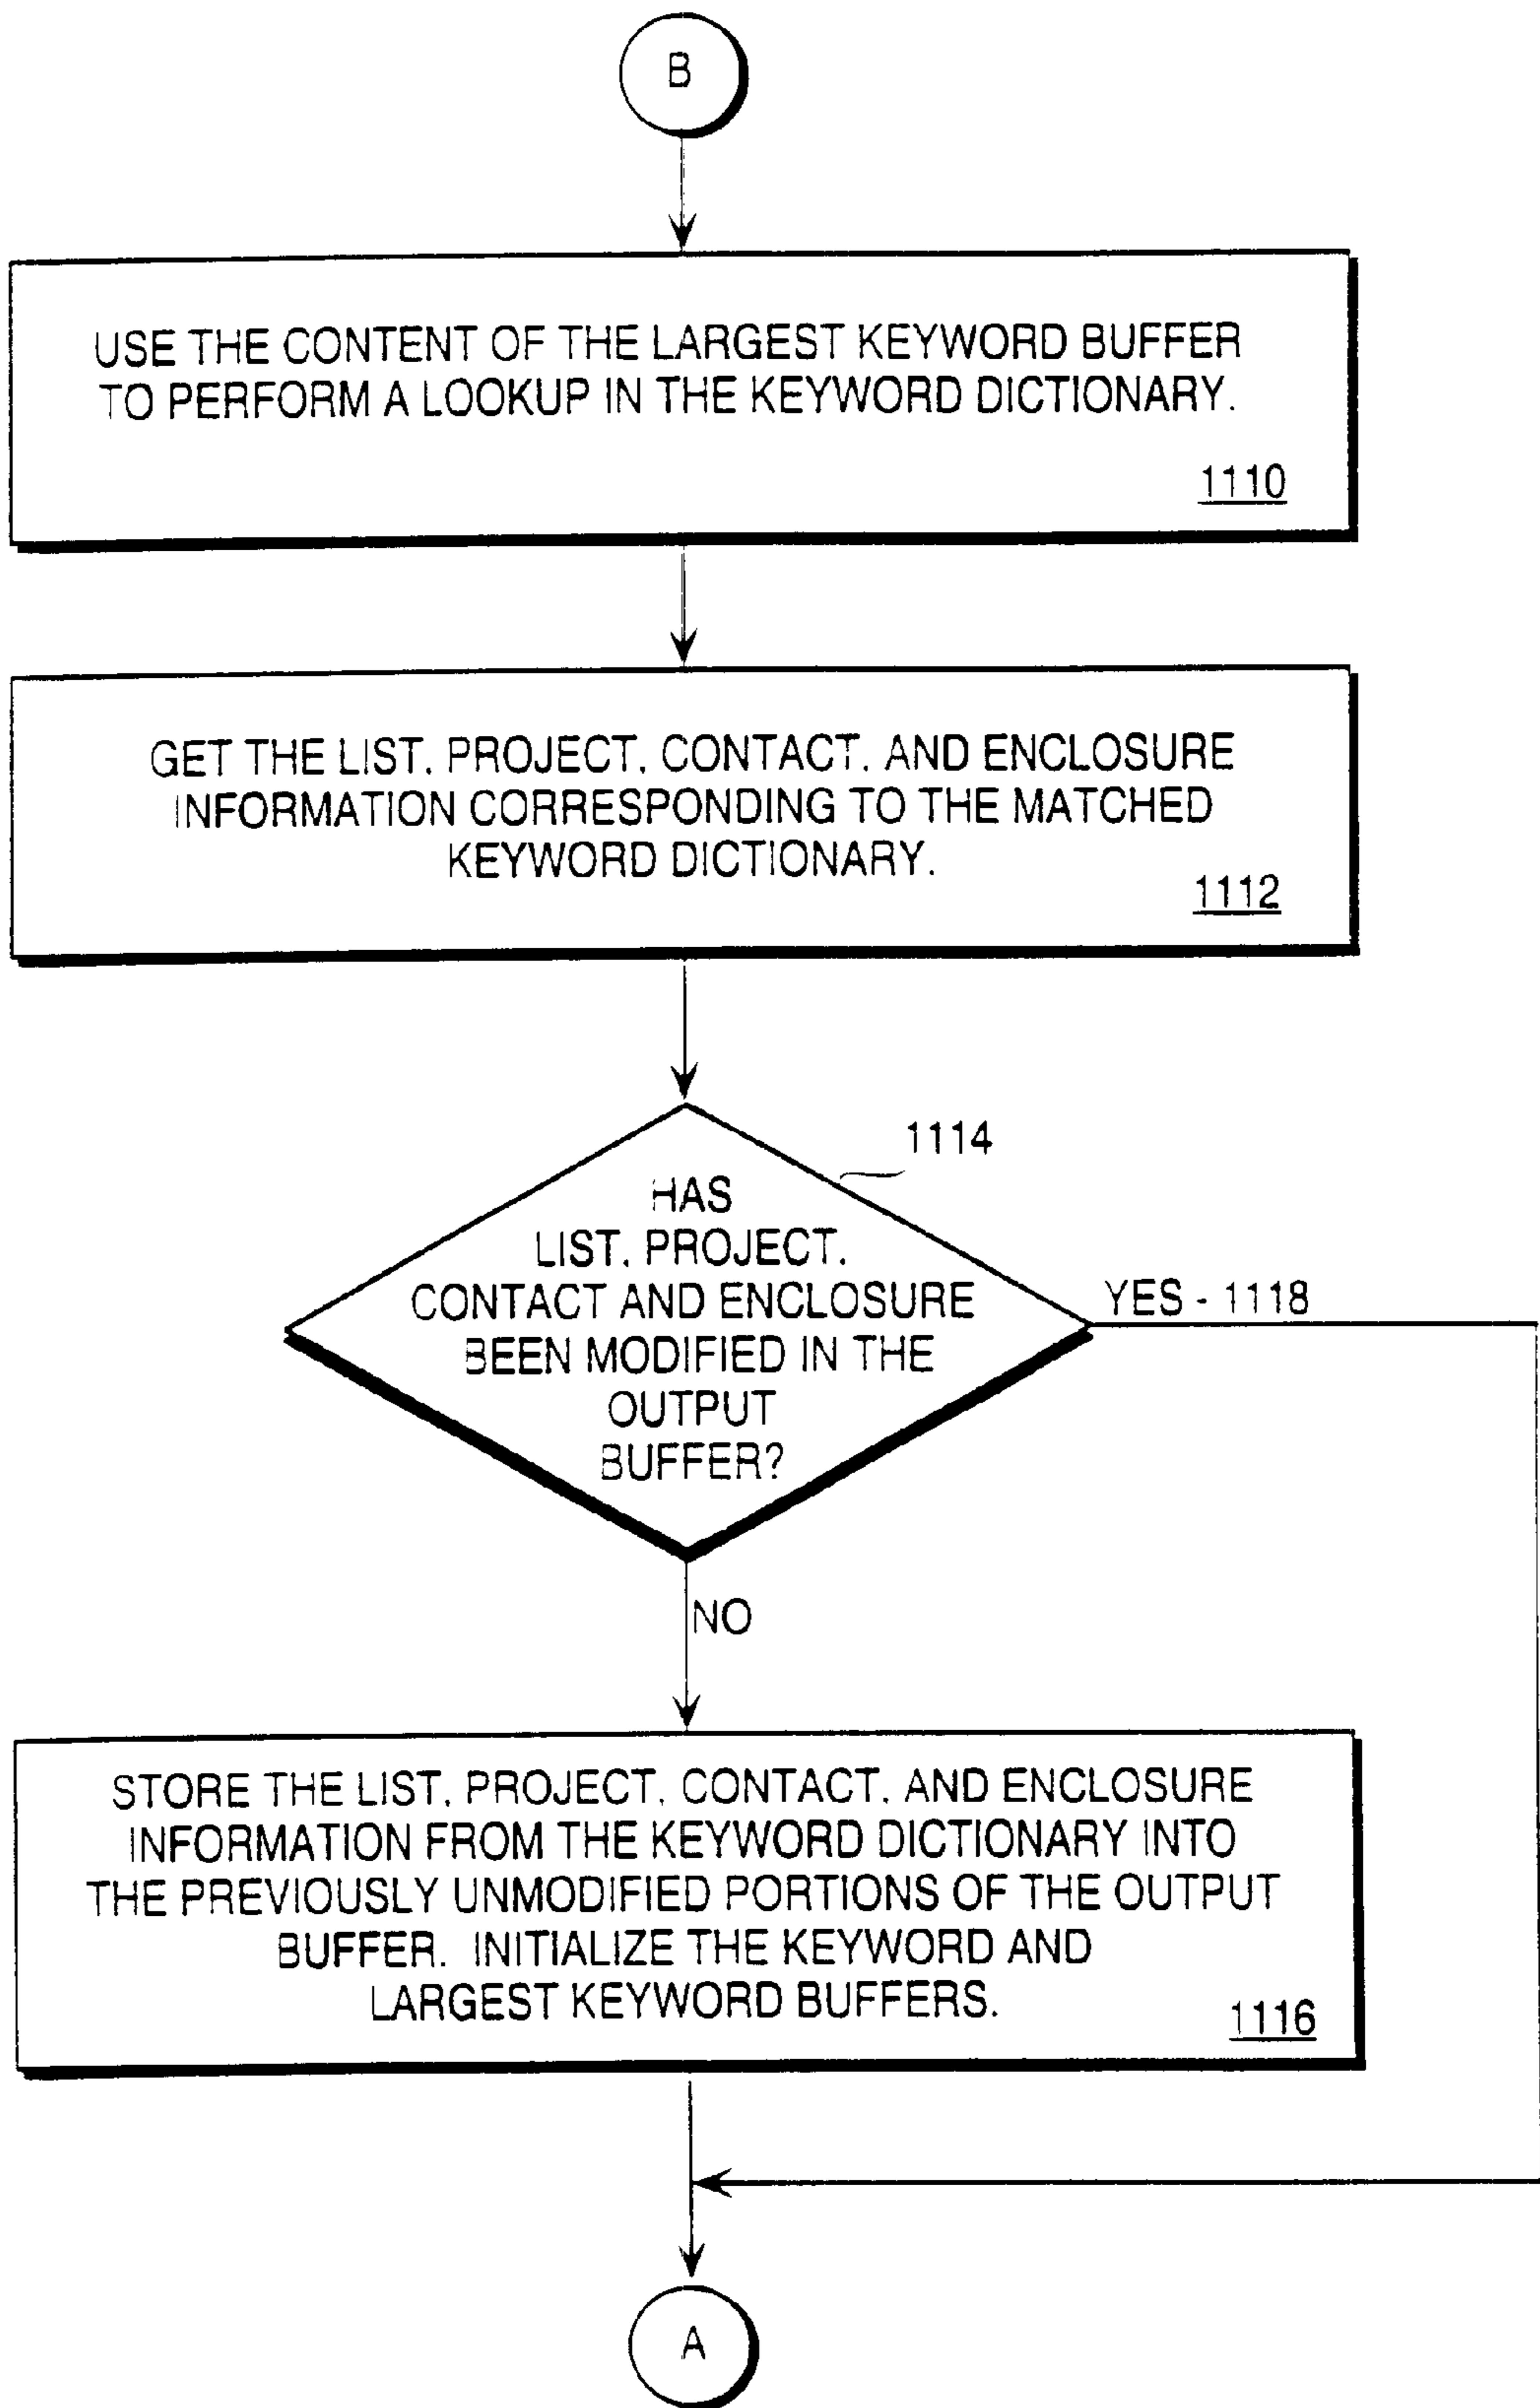 B
USE THE CONTENT OF THE LARGEST KEYWORD BUFFER
TO PERFORM A LOOKUP IN THE KEYWORD DICTIONARY.
1110
GET THE LIST, PROJECT, CONTACT, AND ENCLOSURE
INFORMATION CORRESPONDING TO THE MATCHED
KEYWORD DICTIONARY.
1112
1114
HAS
LIST, PROJECT,
CONTACT AND ENCLOSURE
BEEN MODIFIED IN THE
OUTPUT
BUFFER?
YES - 1118
NO
STORE THE LIST, PROJECT, CONTACT, AND ENCLOSURE
INFORMATION FROM THE KEYWORD DICTIONARY INTO
THE PREVIOUSLY UNMODIFIED PORTIONS OF THE OUTPUT
BUFFER. INITIALIZE THE KEYWORD AND
LARGEST KEYWORD BUFFERS.
1116
A